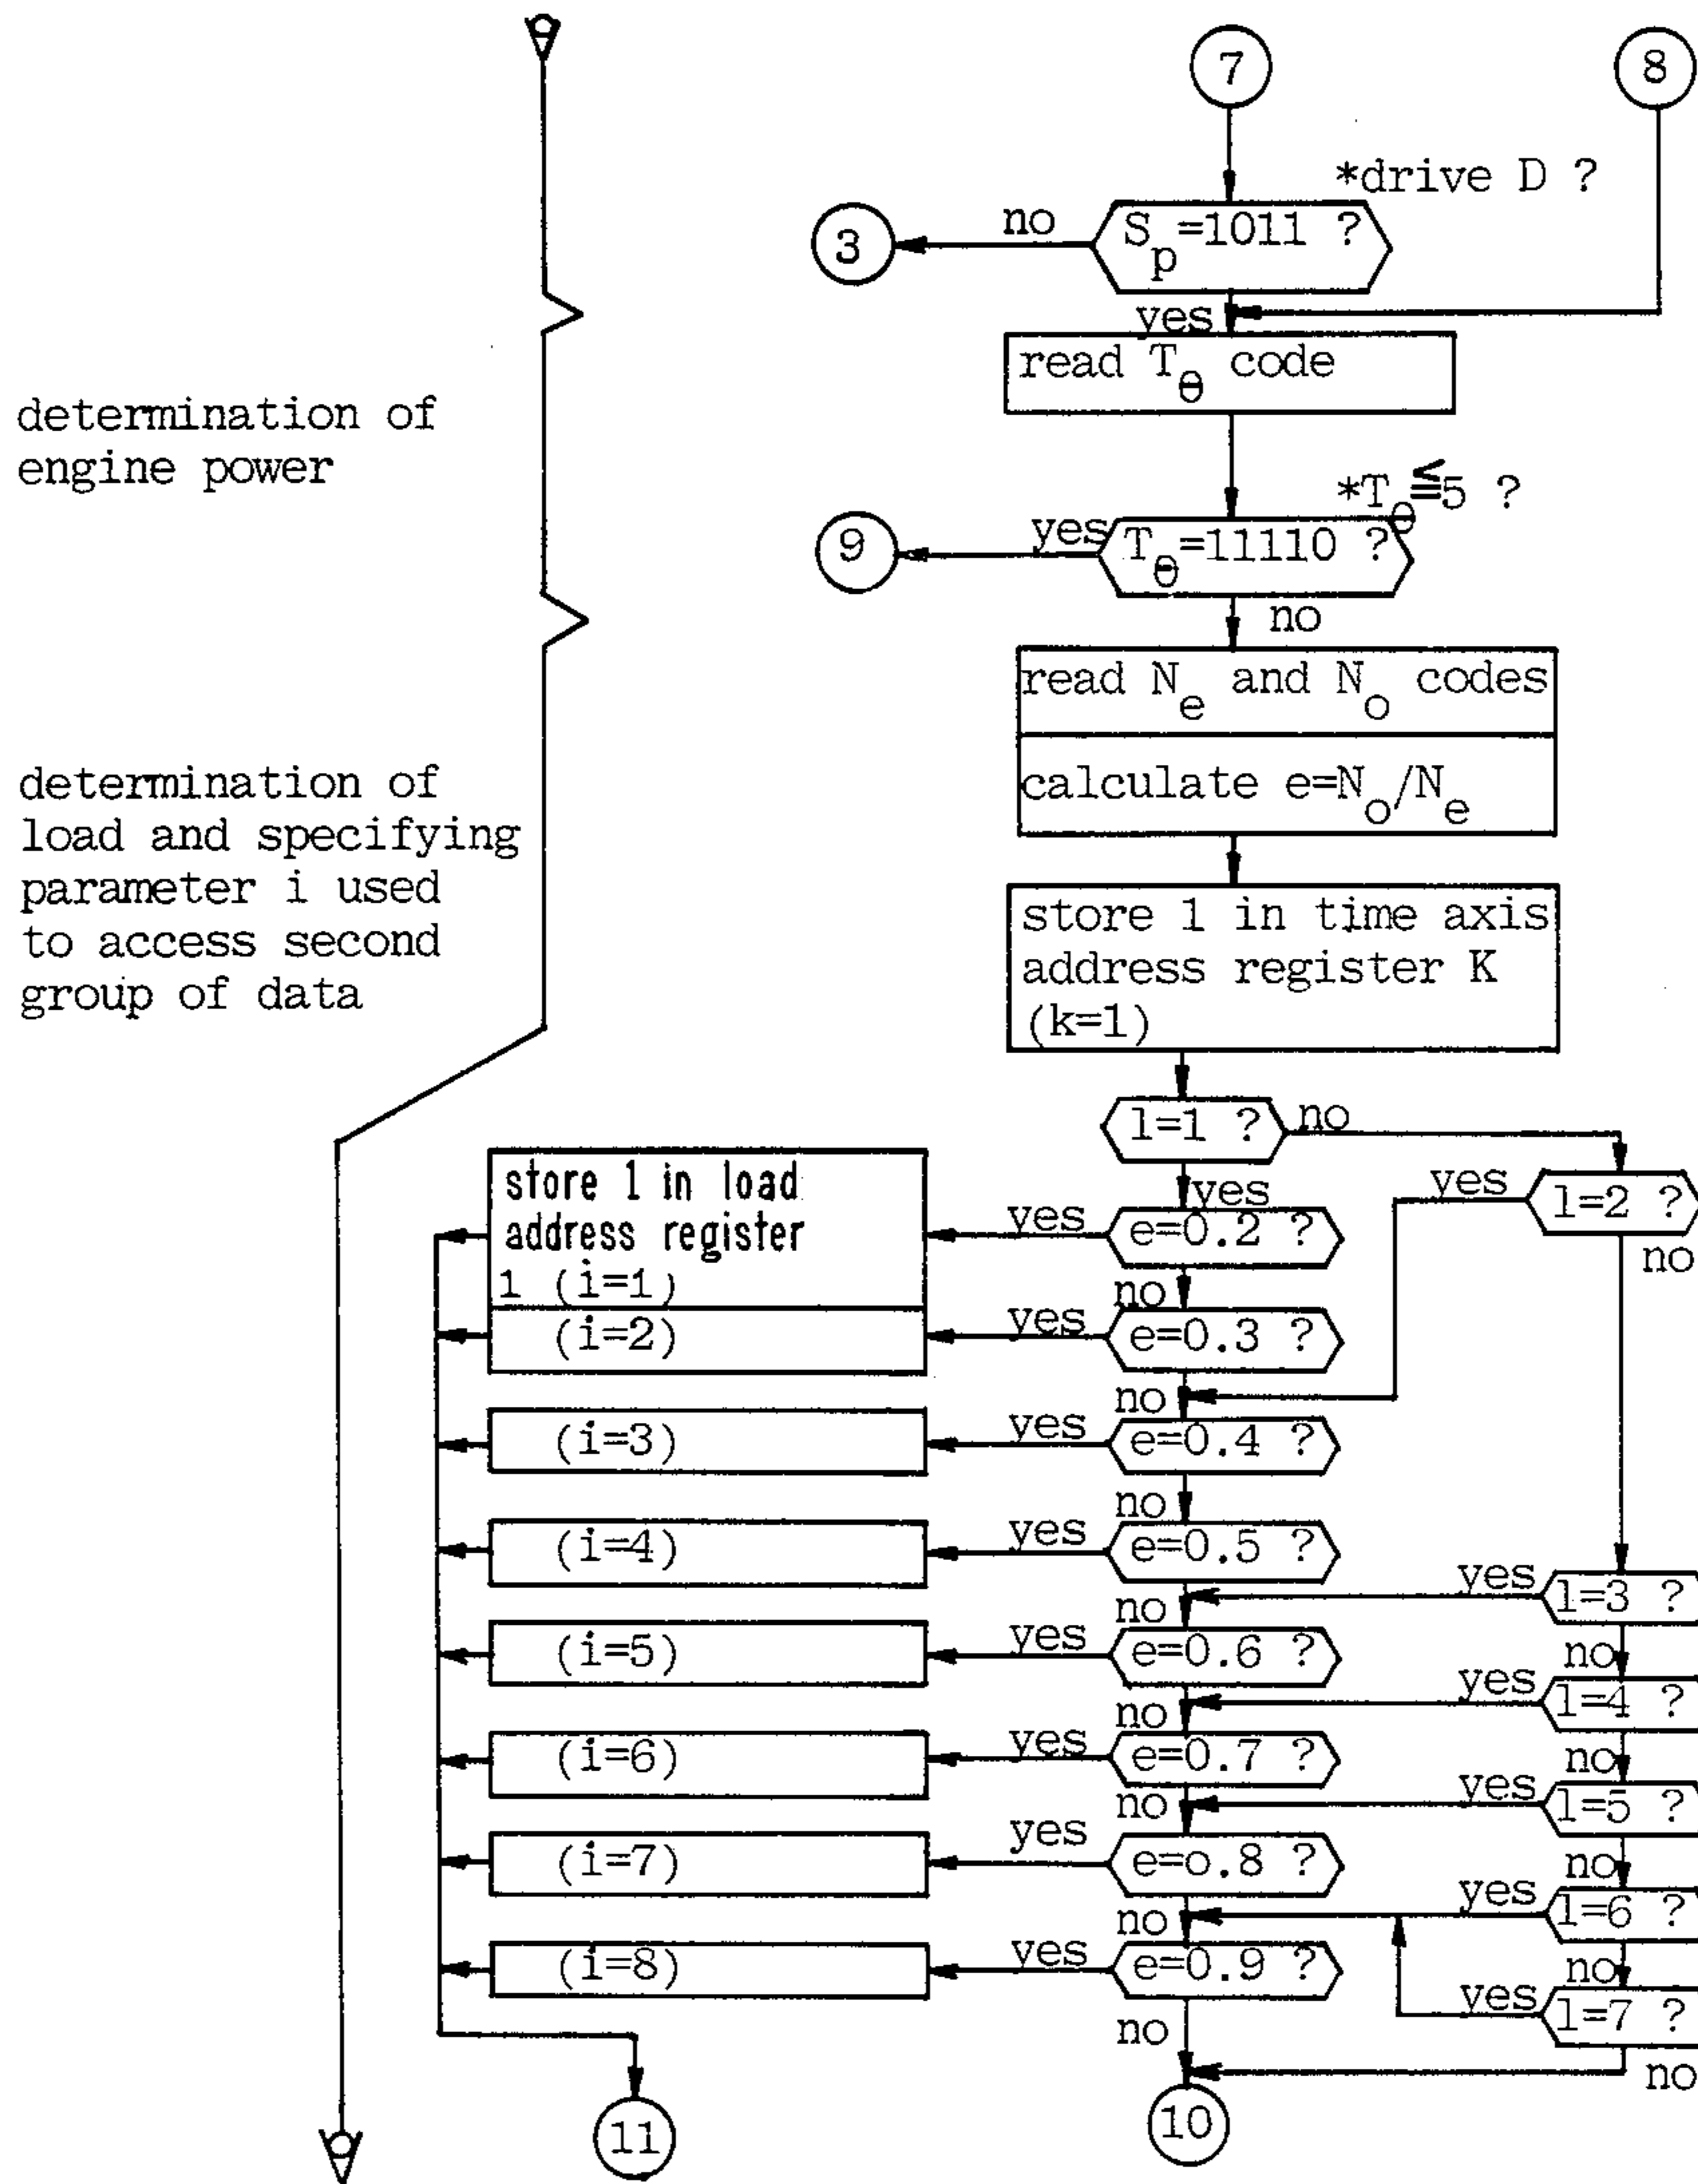 7
8
*drive D ?
no
3
Sp=1011 ?
yes
read Tθ code
determination of
engine power
*Tθ≦5 ?
yes
9
Tθ=11110 ?
no
read Ne and No codes
calculate e=No/Ne
determination of
load and specifying
parameter i used
to access second
group of data
store 1 in time axis
address register K
(k=1)
l=1 ?
no
store 1 in load
address register
1 (i=1)
yes
yes
l=2 ?
yes
e=0.2 ?
no
no
(i=2)
yes
e=0.3 ?
no
(i=3)
yes
e=0.4 ?
no
(i=4)
yes
e=0.5 ?
yes
l=3 ?
no
(i=5)
yes
e=0.6 ?
no
yes
l=4 ?
no
(i=6)
yes
e=0.7 ?
no
yes
l=5 ?
no
(i=7)
yes
e=o.8 ?
no
yes
l=6 ?
no
(i=8)
yes
e=0.9 ?
no
yes
l=7 ?
no
no
11
10